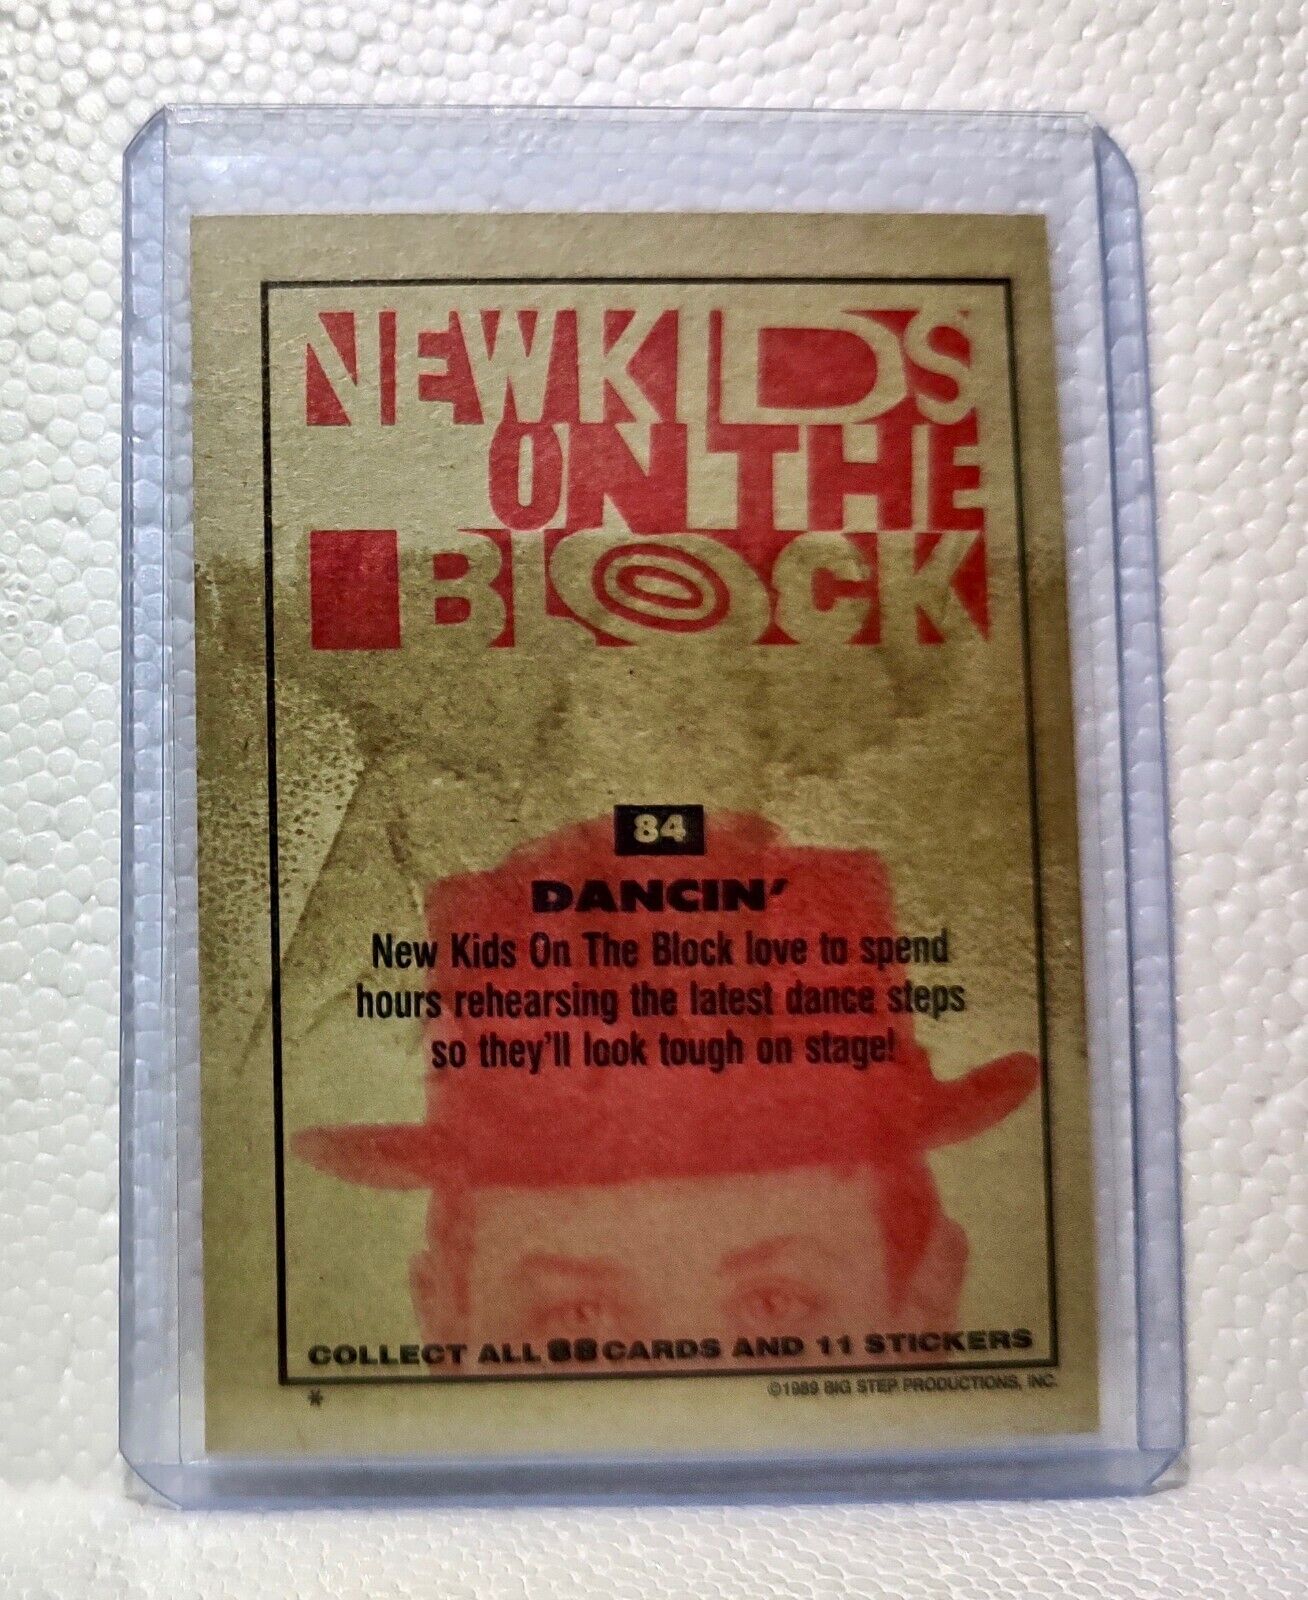 NEW KIDS
ON THE
BLOCK
84
DANCIN'
New Kids On The Block love to spend
hours rehearsing the latest dance steps
so they'll look tough on stage!
COLLECT ALL 88 CARDS AND 11 STICKERS
* ©1989 BIG STEP PRODUCTIONS, INC.